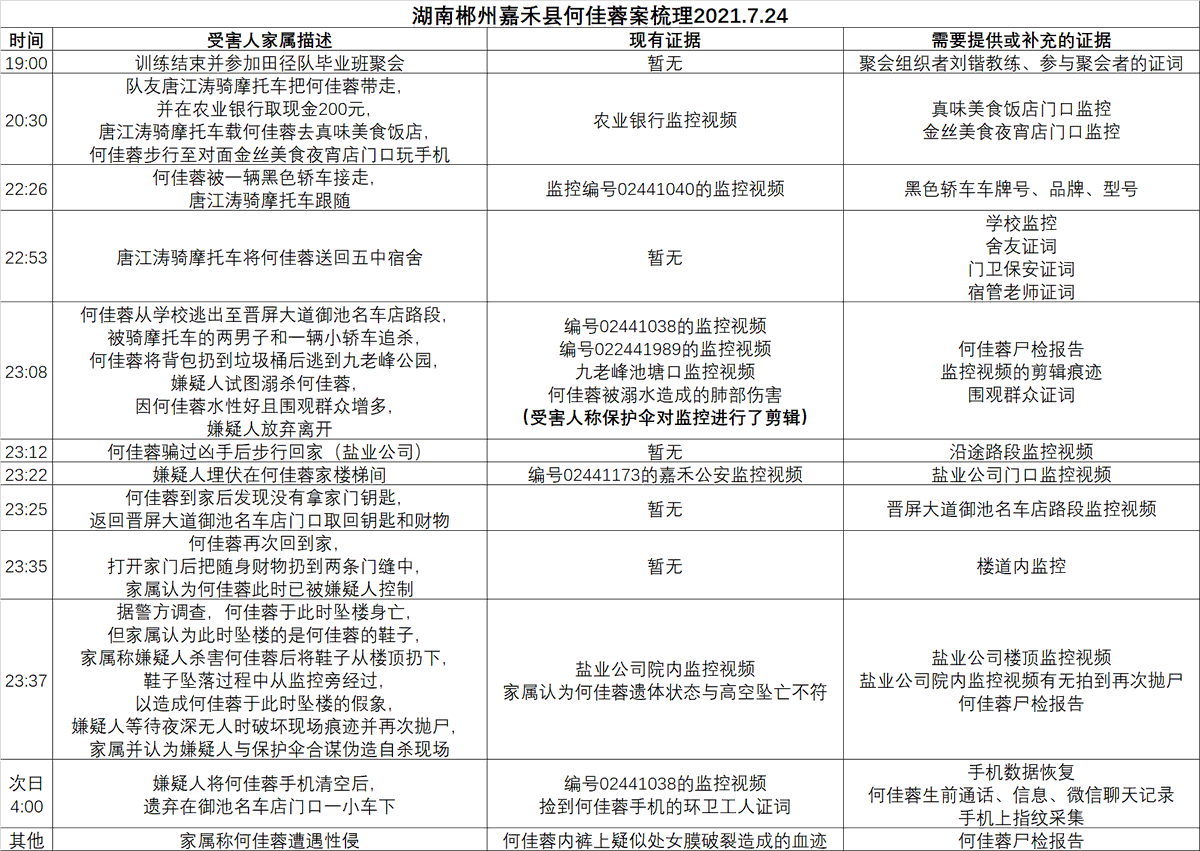 湖南郴州嘉禾县何佳蓉案梳理2021.7.24
时间
受害人家属描述
现有证据
需要提供或补充的证据
19:00
训练结束并参加田径队毕业班聚会
暂无
聚会组织者刘锴教练、参与聚会者的证词
20:30
队友唐江涛骑摩托车把何佳蓉带走，
并在农业银行取现金200元，
唐江涛骑摩托车载何佳蓉去真味美食饭店，
何佳蓉步行至对面金丝美食夜宵店门口玩手机
农业银行监控视频
真味美食饭店门口监控
金丝美食夜宵店门口监控
22:26
何佳蓉被一辆黑色轿车接走，
唐江涛骑摩托车跟随
监控编号02441040的监控视频
黑色轿车车牌号、品牌、型号
22:53
唐江涛骑摩托车将何佳蓉送回五中宿舍
暂无
学校监控
舍友证词
门卫保安证词
宿管老师证词
23:08
何佳蓉从学校逃出至晋屏大道御池名车店路段，
被骑摩托车的两男子和一辆小轿车追杀，
何佳蓉将背包扔到垃圾桶后逃到九老峰公园，
嫌疑人试图溺杀何佳蓉，
因何佳蓉水性好且围观群众增多，
嫌疑人放弃离开
编号02441038的监控视频
编号022441989的监控视频
九老峰池塘口监控视频
何佳蓉被溺水造成的肺部伤害
（受害人称保护伞对监控进行了剪辑）
何佳蓉尸检报告
监控视频的剪辑痕迹
围观群众证词
23:12
何佳蓉骗过凶手后步行回家（盐业公司）
暂无
沿途路段监控视频
23:22
嫌疑人埋伏在何佳蓉家楼梯间
编号02441173的嘉禾公安监控视频
盐业公司门口监控视频
23:25
何佳蓉到家后发现没有拿家门钥匙，
返回晋屏大道御池名车店门口取回钥匙和财物
暂无
晋屏大道御池名车店路段监控视频
23:35
何佳蓉再次回到家，
打开家门后把随身财物扔到两条门缝中，
家属认为何佳蓉此时已被嫌疑人控制
暂无
楼道内监控
23:37
据警方调查，何佳蓉于此时坠楼身亡，
但家属认为此时坠楼的是何佳蓉的鞋子，
家属称嫌疑人杀害何佳蓉后将鞋子从楼顶扔下，
鞋子坠落过程中从监控旁经过，
以造成何佳蓉于此时坠楼的假象，
嫌疑人等待夜深无人时破坏现场痕迹并再次抛尸，
家属并认为嫌疑人与保护伞合谋伪造自杀现场
盐业公司院内监控视频
家属认为何佳蓉遗体状态与高空坠亡不符
盐业公司楼顶监控视频
盐业公司院内监控视频有无拍到再次抛尸
何佳蓉尸检报告
次日
4:00
嫌疑人将何佳蓉手机清空后，
遗弃在御池名车店门口一小车下
编号02441038的监控视频
捡到何佳蓉手机的环卫工人证词
手机数据恢复
何佳蓉生前通话、信息、微信聊天记录
手机上指纹采集
其他
家属称何佳蓉遭遇性侵
何佳蓉内裤上疑似处女膜破裂造成的血迹
何佳蓉尸检报告